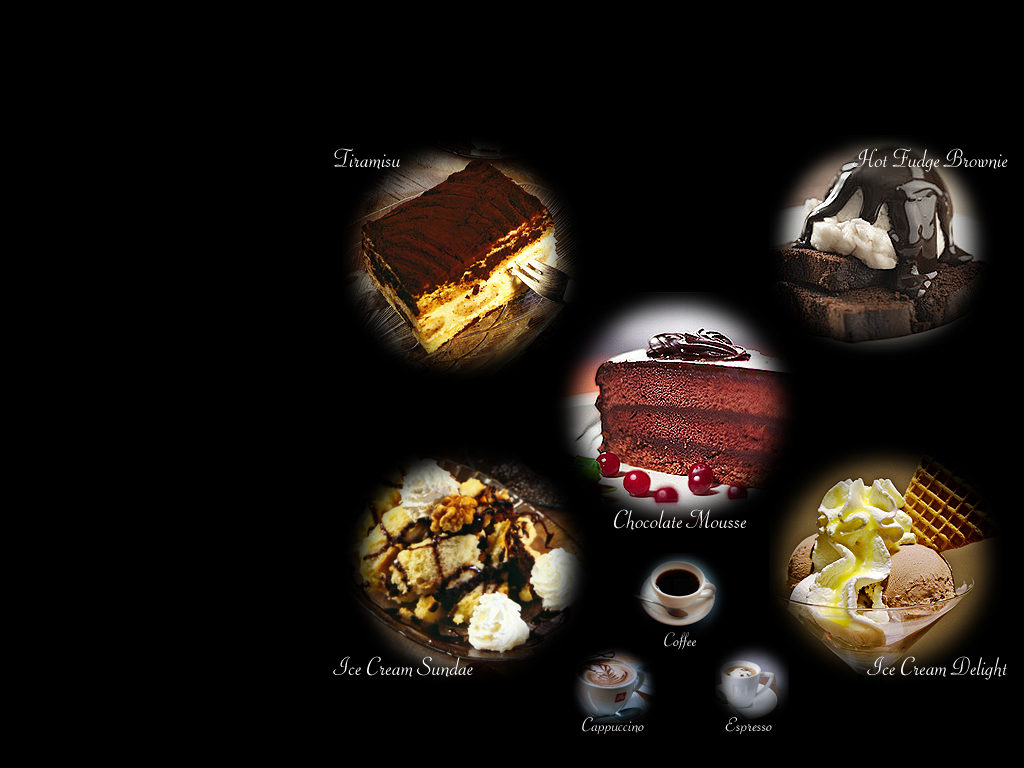 Tiramisu
Hot Fudge Brownie
Chocolate Mousse
Coffee
Ice Cream Sundae
Ice Cream Delight
Cappuccino
Espresso